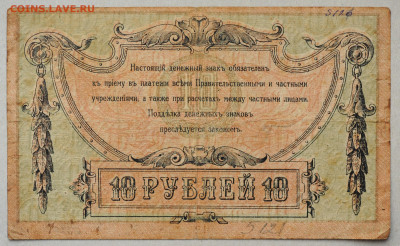 COINS.LAVE.RU
Настоящій денежный знакъ обязателенъ
къ пріему въ платежи всѣми Правительственными и частными
учрежденіями, а также при расчетахъ между частными лицами.
Поддѣлка денежныхъ знаковъ
преслѣдуется закономъ.
10 РУБЛЕЙ 10